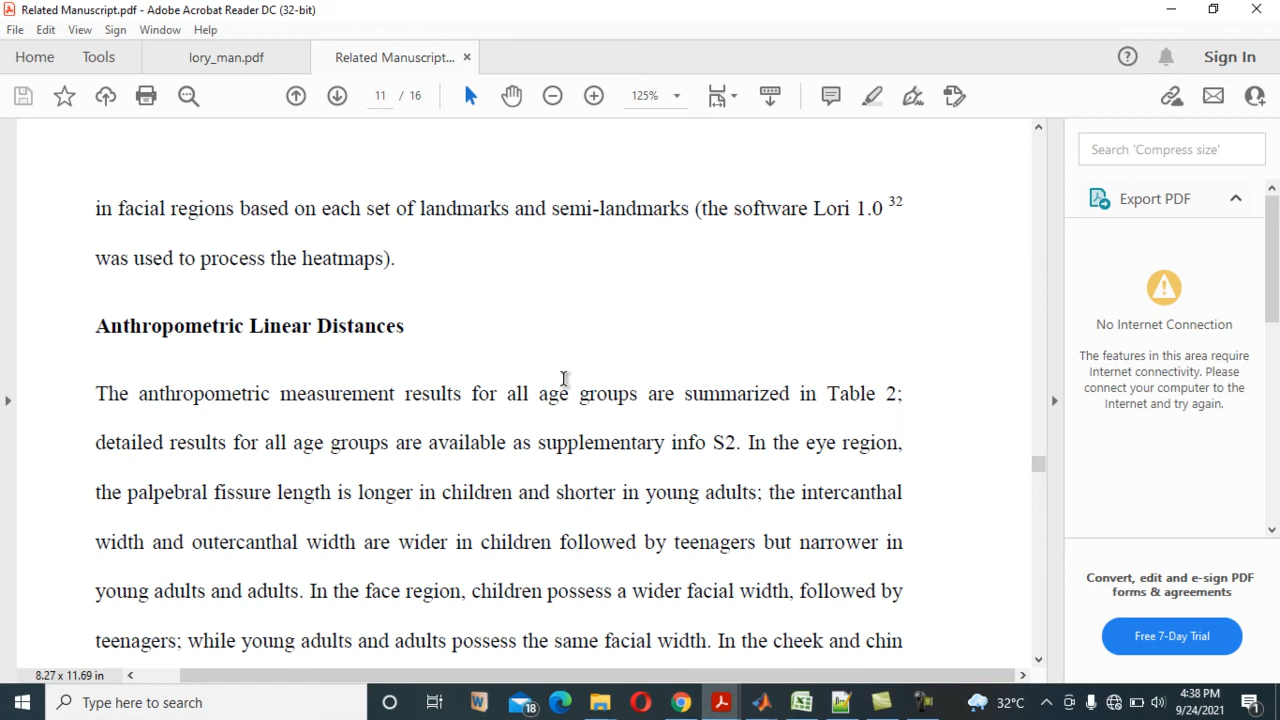 Related Manuscript.pdf - Adobe Acrobat Reader DC (32-bit)
File Edit View Sign Window Help
Home Tools lory_man.pdf Related Manuscript... × Sign In
11 / 16 125%
in facial regions based on each set of landmarks and semi-landmarks (the software Lori 1.0 32
was used to process the heatmaps).
Anthropometric Linear Distances
The anthropometric measurement results for all age groups are summarized in Table 2;
detailed results for all age groups are available as supplementary info S2. In the eye region,
the palpebral fissure length is longer in children and shorter in young adults; the intercanthal
width and outercanthal width are wider in children followed by teenagers but narrower in
young adults and adults. In the face region, children possess a wider facial width, followed by
teenagers; while young adults and adults possess the same facial width. In the cheek and chin
8.27 x 11.69 in
Search 'Compress size'
Export PDF
No Internet Connection
The features in this area require
Internet connectivity. Please
connect your computer to the
Internet and try again.
Convert, edit and e-sign PDF
forms & agreements
Free 7-Day Trial
Type here to search
18
32°C
4:38 PM
9/24/2021
1